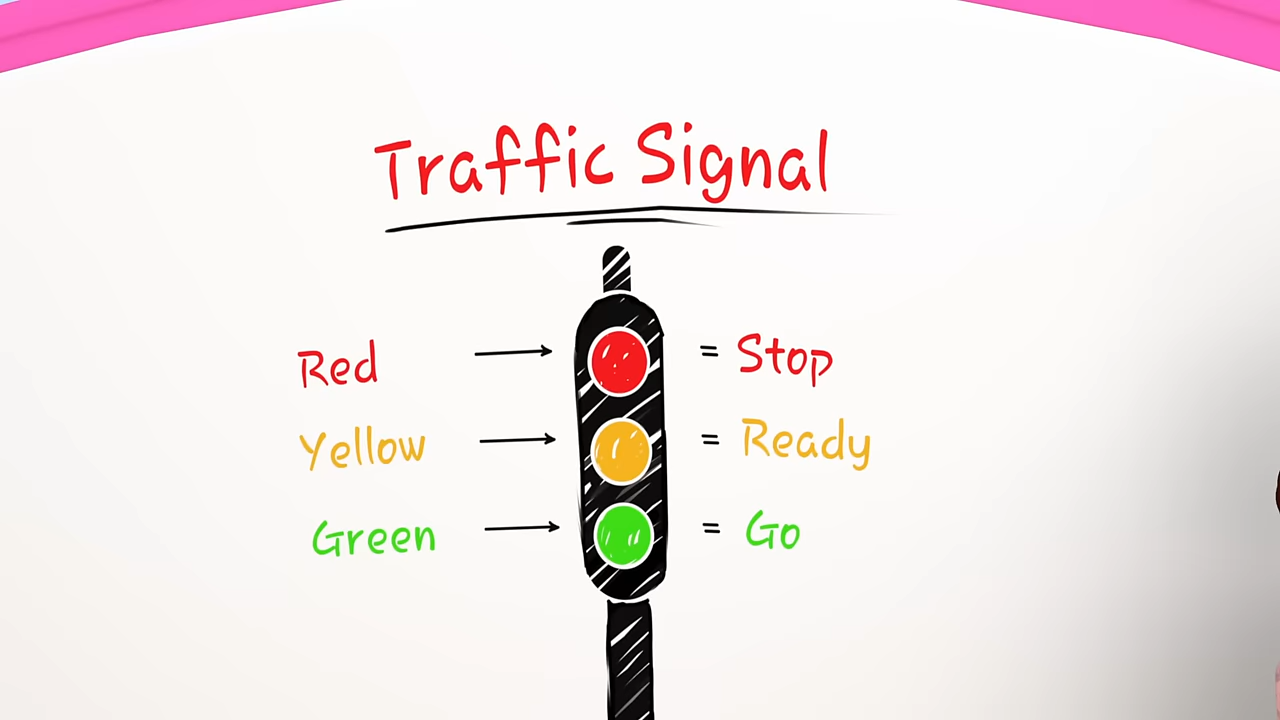 Traffic Signal
Red → = Stop
Yellow → = Ready
Green → = Go